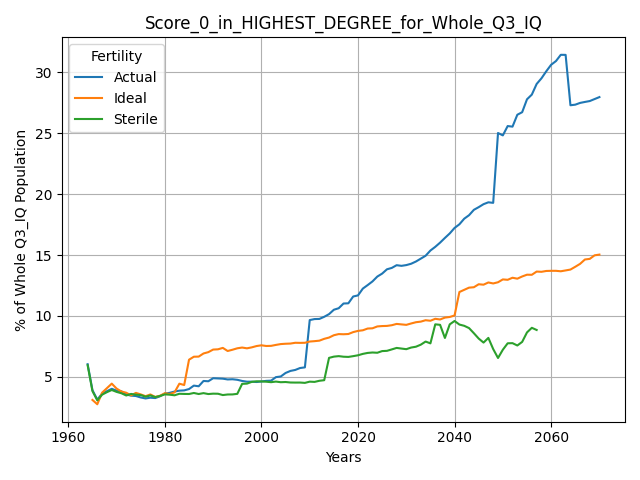 Score_0_in_HIGHEST_DEGREE_for_Whole_Q3_IQ
Fertility
Actual
Ideal
Sterile
% of Whole Q3_IQ Population
30
25
20
15
10
5
1960
1980
2000
2020
2040
2060
Years